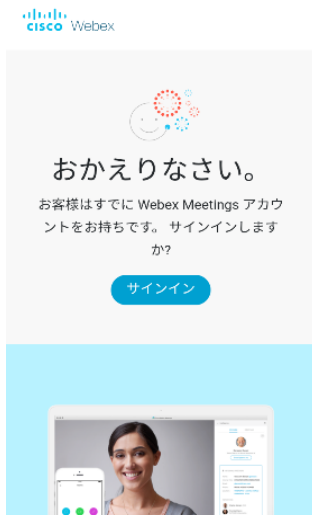 CISCO Webex
おかえりなさい。
お客様はすでに Webex Meetings アカウ
ントをお持ちです。 サインインします
か?
サインイン